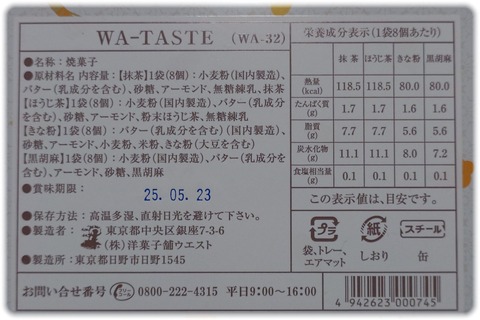 WA-TASTE (WA-32)
●名称：焼菓子
●原材料名 内容量：【抹茶】1袋(8個)：小麦粉(国内製造)、
バター(乳成分を含む)、砂糖、アーモンド、無糖練乳、抹茶
【ほうじ茶】1袋(8個)：小麦粉(国内製造)、バター(乳成分を
含む)、砂糖、アーモンド、粉末ほうじ茶、無糖練乳
【きな粉】1袋(8個)：バター(乳成分を含む)(国内製造)、
砂糖、アーモンド、小麦粉、米粉、きな粉(大豆を含む)
【黒胡麻】1袋(8個)：小麦粉(国内製造)、バター(乳成分を
含む)、アーモンド、砂糖、黒胡麻
●賞味期限：
25.05.23
●保存方法：高温多湿、直射日光を避けて下さい。
●製造者：東京都中央区銀座7-3-6
(株)洋菓子舗ウエスト
●製造所：東京都日野市日野1545
お問い合せ番号 0800-222-4315 平日9:00〜16:00
栄養成分表示(1袋8個あたり)
抹茶 ほうじ茶 きな粉 黒胡麻
熱量(kcal) 118.5 118.5 80.0 80.0
たんぱく質(g) 1.7 1.7 1.6 1.6
脂質(g) 7.7 7.7 5.6 5.6
炭水化物(g) 11.1 11.1 8.0 7.2
食塩相当量(g) 0.1 0.1 0.1 0.1
この表示値は、目安です。
プラ 紙 スチール
袋、トレー、エアマット しおり 缶
4 942623 000745